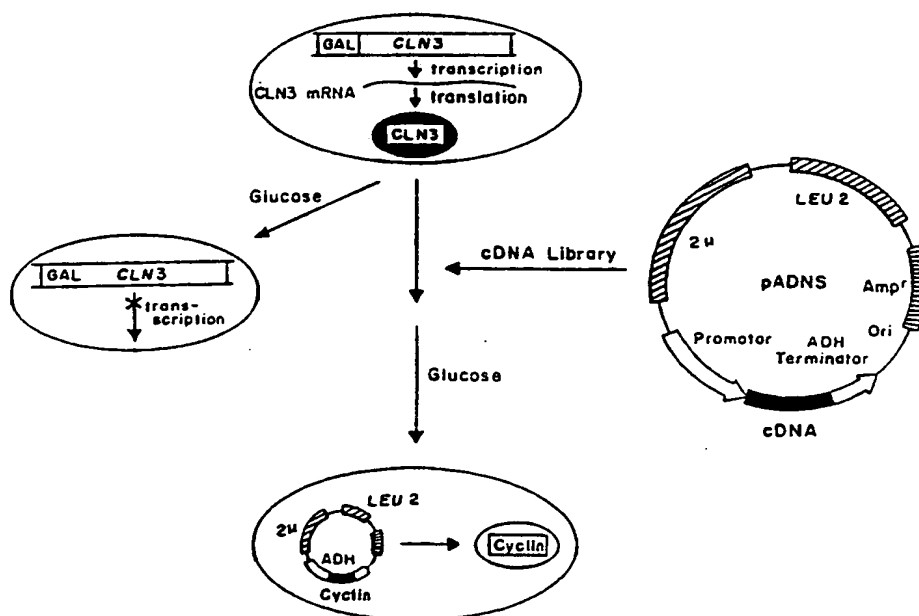 GAL CLN3
transcription
CLN3 mRNA
translation
CLN3
Glucose
GAL CLN3
trans-
scription
cDNA Library
LEU 2
2µ
pADNS
Ampr
Ori
Promotor
ADH
Terminator
cDNA
Glucose
LEU 2
2µ
ADH
Cyclin
Cyclin